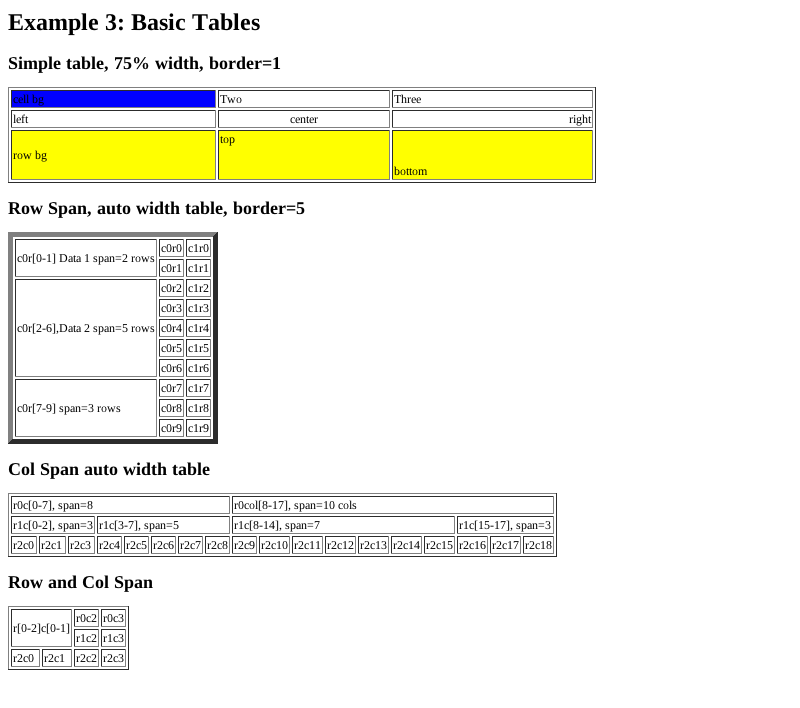 Example 3: Basic Tables
Simple table, 75% width, border=1
cell bg Two Three
left center right
row bg top bottom
Row Span, auto width table, border=5
c0r[0-1] Data 1 span=2 rows c0r0 c1r0
c0r1 c1r1
c0r[2-6],Data 2 span=5 rows c0r2 c1r2
c0r3 c1r3
c0r4 c1r4
c0r5 c1r5
c0r6 c1r6
c0r[7-9] span=3 rows c0r7 c1r7
c0r8 c1r8
c0r9 c1r9
Col Span auto width table
r0c[0-7], span=8 r0col[8-17], span=10 cols
r1c[0-2], span=3 r1c[3-7], span=5 r1c[8-14], span=7 r1c[15-17], span=3
r2c0 r2c1 r2c3 r2c4 r2c5 r2c6 r2c7 r2c8 r2c9 r2c10 r2c11 r2c12 r2c13 r2c14 r2c15 r2c16 r2c17 r2c18
Row and Col Span
r[0-2]c[0-1] r0c2 r0c3
r1c2 r1c3
r2c0 r2c1 r2c2 r2c3